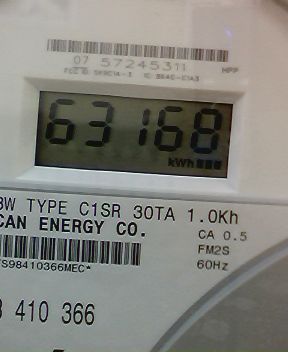 07 57245311
HPP
63168
kWh
3W TYPE C1SR 30TA 1.0Kh
CAN ENERGY CO.
CA 0.5
FM2S
60Hz
S98410366MEC*
410 366